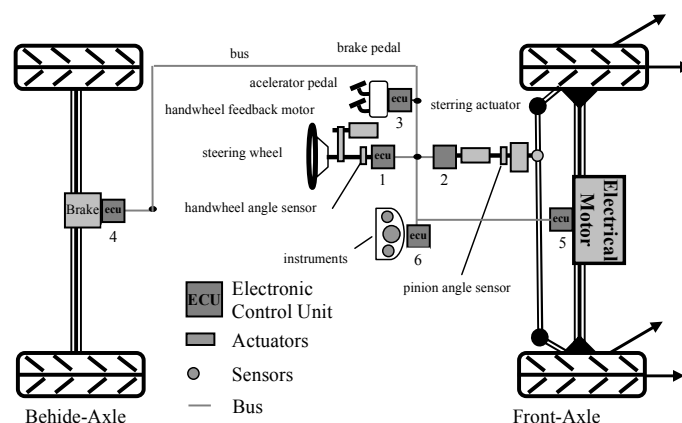 brake pedal
bus
acelerator pedal
ecu
3
handwheel feedback motor
sterring actuator
steering wheel
ecu
1
2
handwheel angle sensor
Brake
ecu
4
ecu
5
Electrical
Motor
instruments
ecu
6
pinion angle sensor
ECU
Electronic
Control Unit
Actuators
Sensors
Bus
Behide-Axle
Front-Axle